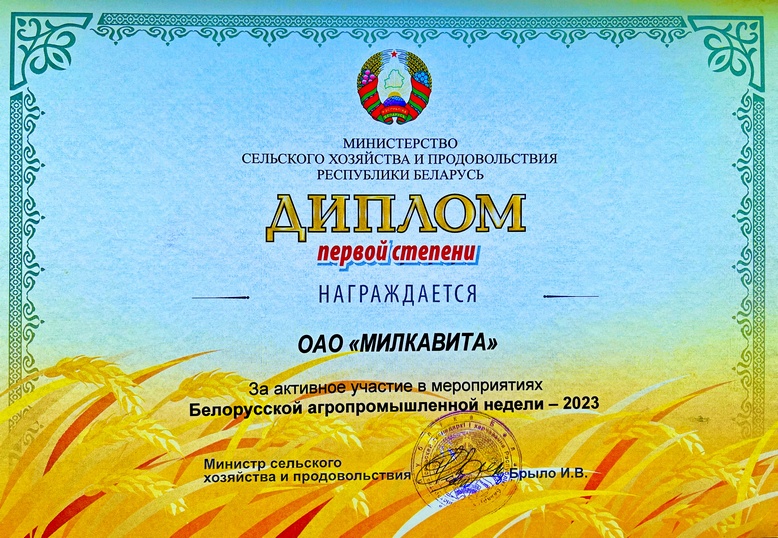 МИНИСТЕРСТВО
СЕЛЬСКОГО ХОЗЯЙСТВА И ПРОДОВОЛЬСТВИЯ
РЕСПУБЛИКИ БЕЛАРУСЬ
ДИПЛОМ
первой степени
НАГРАЖДАЕТСЯ
ОАО «МИЛКАВИТА»
За активное участие в мероприятиях
Белорусской агропромышленной недели – 2023
Министр сельского
хозяйства и продовольствия
Брыло И.В.